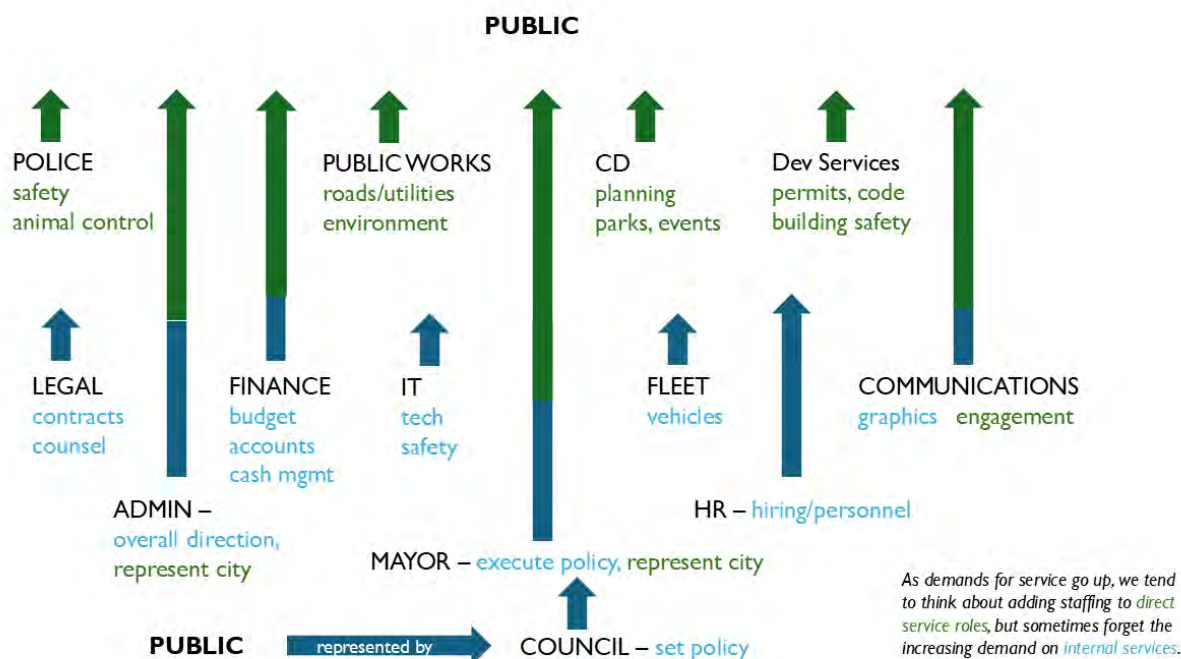 PUBLIC
POLICE
safety
animal control
PUBLIC WORKS
roads/utilities
environment
CD
planning
parks, events
Dev Services
permits, code
building safety
LEGAL
contracts
counsel
FINANCE
budget
accounts
cash mgmt
IT
tech
safety
FLEET
vehicles
COMMUNICATIONS
graphics engagement
ADMIN –
overall direction,
represent city
HR – hiring/personnel
MAYOR – execute policy, represent city
PUBLIC
represented by
COUNCIL – set policy
As demands for service go up, we tend
to think about adding staffing to direct
service roles, but sometimes forget the
increasing demand on internal services.